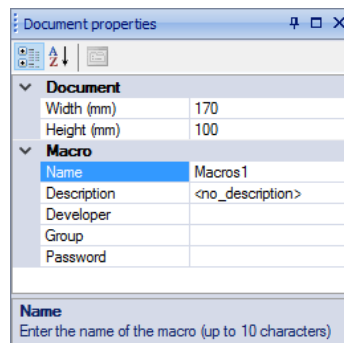 Document properties
A
Z
Document
Width (mm) 170
Height (mm) 100
Macro
Name Macros1
Description <no_description>
Developer
Group
Password
Name
Enter the name of the macro (up to 10 characters)